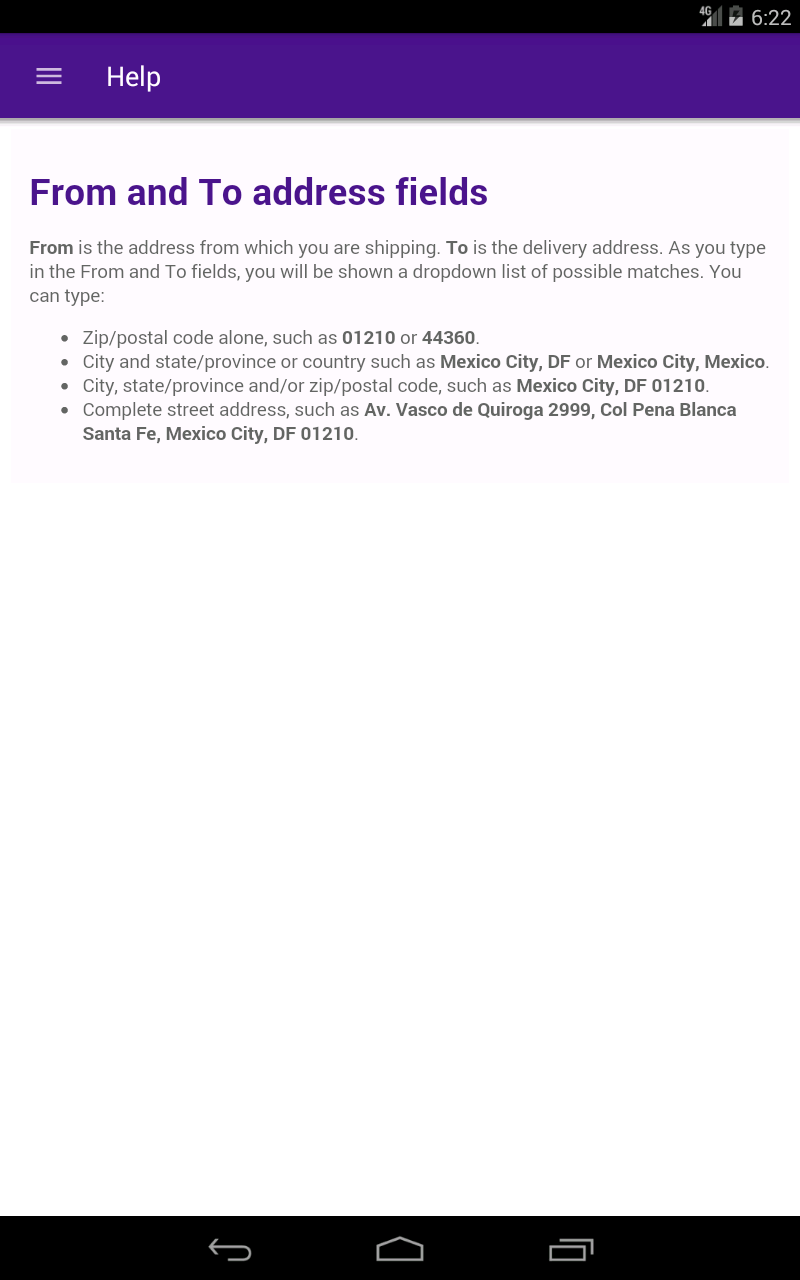 4G 6:22
Help
From and To address fields
From is the address from which you are shipping. To is the delivery address. As you type
in the From and To fields, you will be shown a dropdown list of possible matches. You
can type:
• Zip/postal code alone, such as 01210 or 44360.
• City and state/province or country such as Mexico City, DF or Mexico City, Mexico.
• City, state/province and/or zip/postal code, such as Mexico City, DF 01210.
• Complete street address, such as Av. Vasco de Quiroga 2999, Col Pena Blanca
Santa Fe, Mexico City, DF 01210.